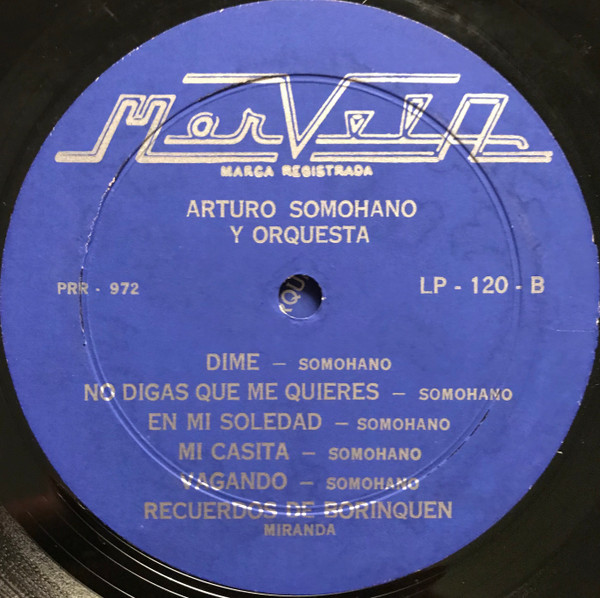 MarVela
MARCA REGISTRADA
ARTURO SOMOHANO
Y ORQUESTA
PRR - 972
LP - 120 - B
DIME — SOMOHANO
NO DIGAS QUE ME QUIERES — SOMOHANO
EN MI SOLEDAD — SOMOHANO
MI CASITA — SOMOHANO
VAGANDO — SOMOHANO
RECUERDOS DE BORINQUEN
MIRANDA